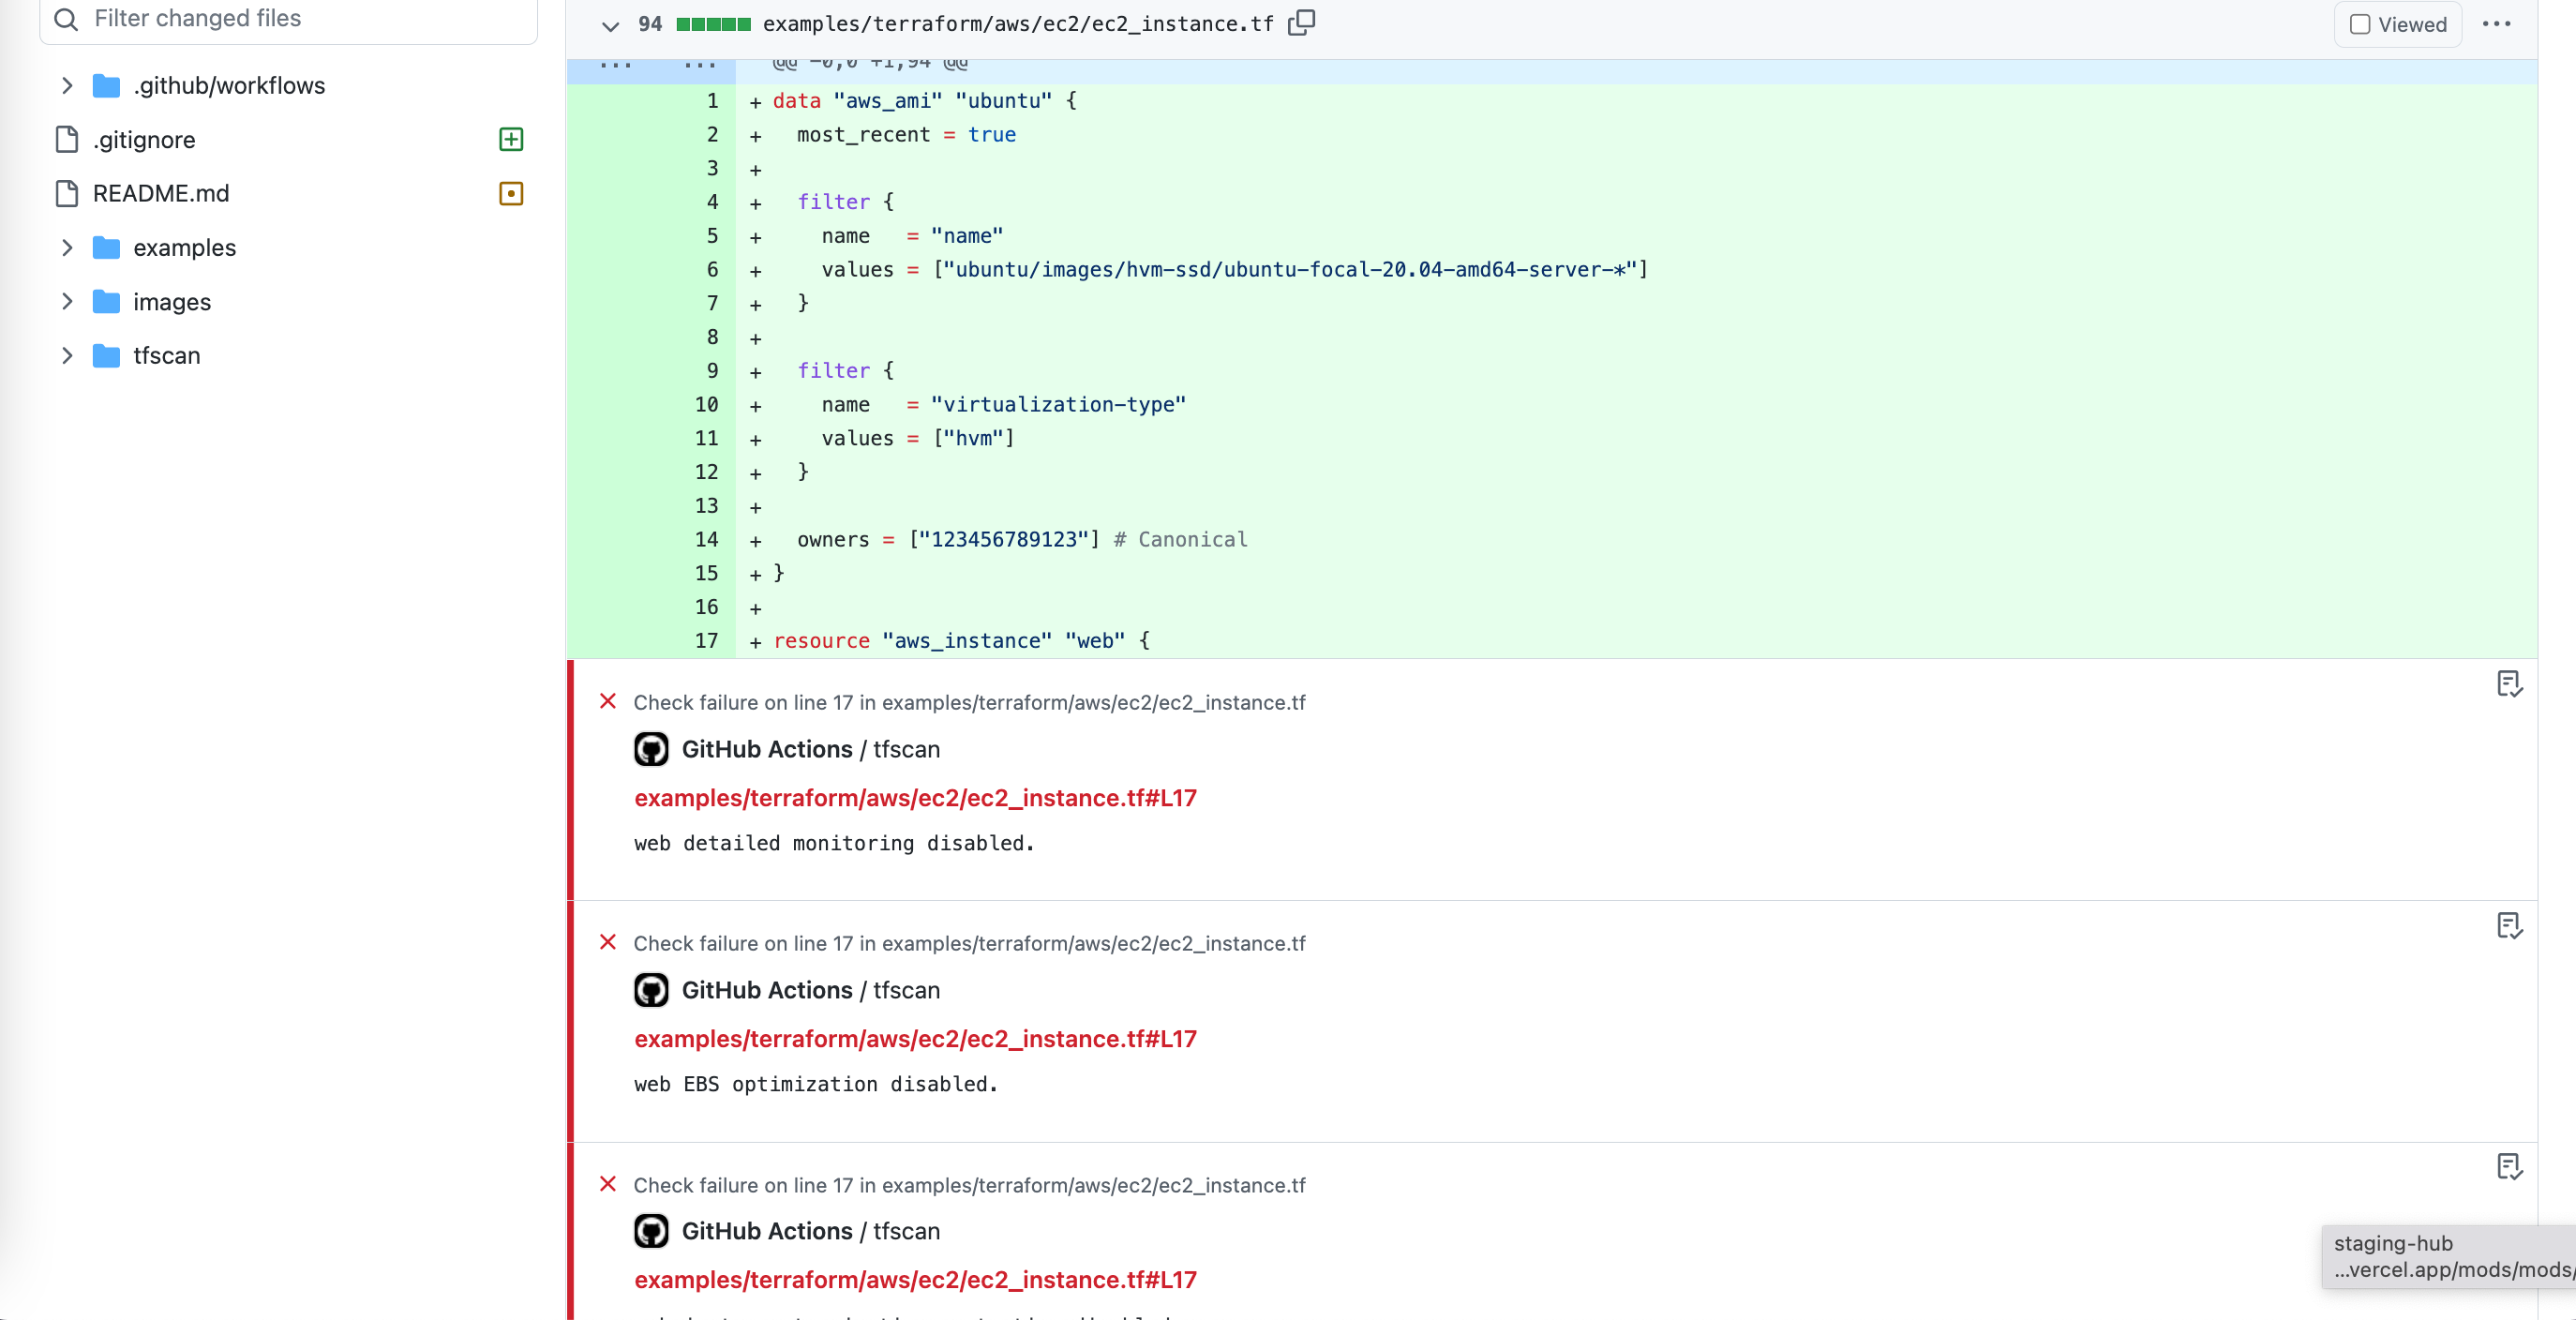 Filter changed files
.github/workflows
.gitignore
README.md
examples
images
tfscan
94 examples/terraform/aws/ec2/ec2_instance.tf
Viewed
... ... @@ -0,0 +1,94 @@
1 + data "aws_ami" "ubuntu" {
2 + most_recent = true
3 +
4 + filter {
5 + name   = "name"
6 + values = ["ubuntu/images/hvm-ssd/ubuntu-focal-20.04-amd64-server-*"]
7 + }
8 +
9 + filter {
10 + name   = "virtualization-type"
11 + values = ["hvm"]
12 + }
13 +
14 + owners = ["123456789123"] # Canonical
15 + }
16 +
17 + resource "aws_instance" "web" {
Check failure on line 17 in examples/terraform/aws/ec2/ec2_instance.tf
GitHub Actions / tfscan
examples/terraform/aws/ec2/ec2_instance.tf#L17
web detailed monitoring disabled.
Check failure on line 17 in examples/terraform/aws/ec2/ec2_instance.tf
GitHub Actions / tfscan
examples/terraform/aws/ec2/ec2_instance.tf#L17
web EBS optimization disabled.
Check failure on line 17 in examples/terraform/aws/ec2/ec2_instance.tf
GitHub Actions / tfscan
examples/terraform/aws/ec2/ec2_instance.tf#L17
staging-hub
...vercel.app/mods/mods/